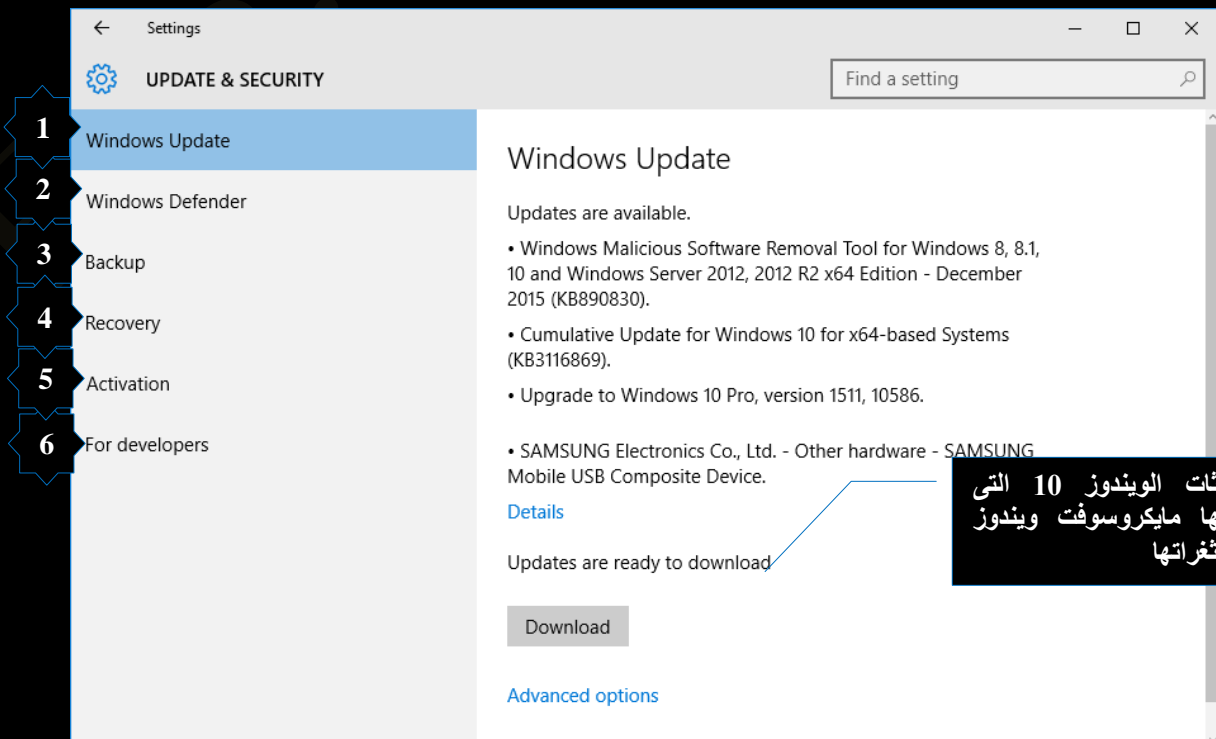 Settings
UPDATE & SECURITY
Find a setting
1
Windows Update
2
Windows Defender
3
Backup
4
Recovery
5
Activation
6
For developers
Windows Update
Updates are available.
• Windows Malicious Software Removal Tool for Windows 8, 8.1,
10 and Windows Server 2012, 2012 R2 x64 Edition - December
2015 (KB890830).
• Cumulative Update for Windows 10 for x64-based Systems
(KB3116869).
• Upgrade to Windows 10 Pro, version 1511, 10586.
• SAMSUNG Electronics Co., Ltd. - Other hardware - SAMSUNG
Mobile USB Composite Device.
Details
الويندوز 10 التى
مايكروسوفت ويندوز
Updates are ready to download
Download
Advanced options